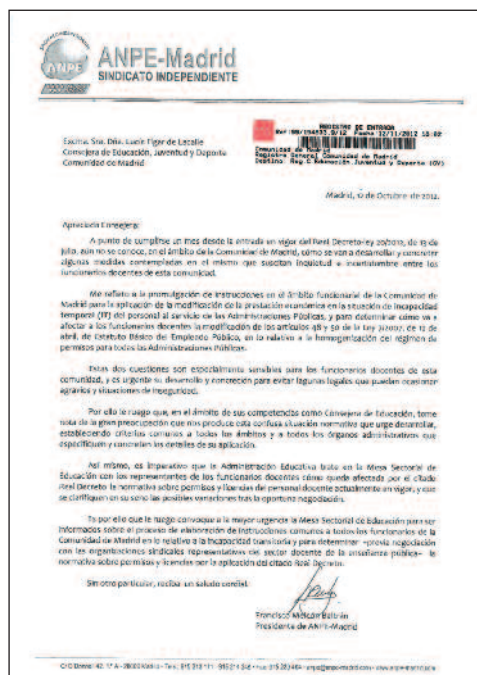 ANPE
ANPE-Madrid
SINDICATO INDEPENDIENTE
REGISTRO DE ENTRADA
Fecha 12/11/2012
Comunidad de Madrid
Registro General Comunidad de Madrid
Destino: Reg.C Educación Juventud y Deporte (GV)
Excma. Sra. Dña. Lucía Figar de Lacalle
Consejera de Educación, Juventud y Deporte
Comunidad de Madrid
Madrid, de Octubre de 2012.
Apreciada Consejera:
A punto de cumplirse un mes desde la entrada en vigor del Real Decreto-ley 20/2012, de 13 de
julio, aún no se conoce, en el ámbito de la Comunidad de Madrid, cómo se van a desarrollar y concretar
algunas medidas contempladas en el mismo que suscitan inquietud e incertidumbre entre los
funcionarios docentes de esta comunidad.
Me refiero a la promulgación de instrucciones en el ámbito funcionarial de la Comunidad de
Madrid para la aplicación de la modificación de la prestación económica en la situación de incapacidad
temporal (IT) del personal al servicio de las Administraciones Públicas, y para determinar cómo va a
afectar a los funcionarios docentes la modificación de los artículos 48 y 50 de la Ley 7/2007, de 12 de
abril, de Estatuto Básico del Empleado Público, en lo relativo a la homogenización del régimen de
permisos para todas las Administraciones Públicas.
Estas dos cuestiones son especialmente sensibles para los funcionarios docentes de esta
comunidad, y es urgente su desarrollo y concreción para evitar lagunas legales que puedan ocasionar
agravios y situaciones de inseguridad.
Por ello le ruego que, en el ámbito de sus competencias como Consejera de Educación, tome
nota de la gran preocupación que nos produce esta confusa situación normativa que urge desarrollar,
estableciendo criterios comunes a todos los ámbitos y a todos los órganos administrativos que
especifiquen y concreten los detalles de su aplicación.
Así mismo, es imperativo que la Administración Educativa trate en la Mesa Sectorial de
Educación con los representantes de los funcionarios docentes cómo queda afectada por el citado
Real Decreto la normativa sobre permisos y licencias del personal docente actualmente en vigor, y que
se clarifiquen en su seno las posibles variaciones tras la oportuna negociación.
Es por ello que le ruego convoque a la mayor urgencia la Mesa Sectorial de Educación para ser
informados sobre el proceso de elaboración de instrucciones comunes a todos los funcionarios de la
Comunidad de Madrid en lo relativo a la incapacidad transitoria y para determinar –previa negociación
con las organizaciones sindicales representativas del sector docente de la enseñanza pública– la
normativa sobre permisos y licencias por la aplicación del citado Real Decreto.
Sin otro particular, reciba un saludo cordial.
Francisco Melcón Beltrán
Presidente de ANPE-Madrid